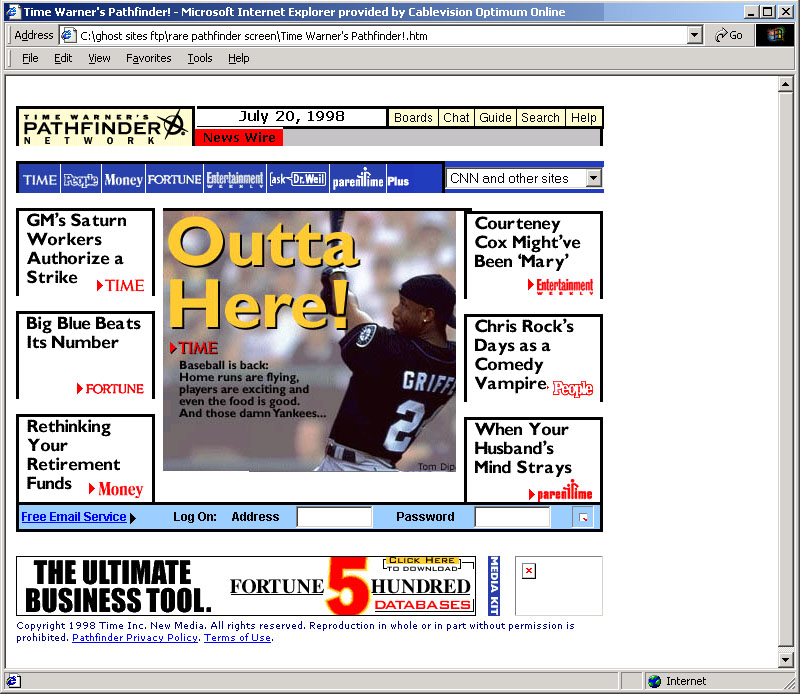 Time Warner's Pathfinder! - Microsoft Internet Explorer provided by Cablevision Optimum Online
Address C:\ghost sites ftp\rare pathfinder screen\Time Warner's Pathfinder!.htm Go
File Edit View Favorites Tools Help
TIME WARNER'S
PATHFINDER
NETWORK
July 20, 1998
Boards Chat Guide Search Help
News Wire
TIME People Money FORTUNE Entertainment WEEKLY ask Dr. Weil parentTime Plus CNN and other sites
GM's Saturn
Workers
Authorize a
Strike
TIME
Big Blue Beats
Its Number
FORTUNE
Rethinking
Your
Retirement
Funds
Money
Outta
Here!
TIME
Baseball is back:
Home runs are flying,
players are exciting and
even the food is good.
And those damn Yankees...
GRIFF
2
Tom Dip
Courteney
Cox Might've
Been 'Mary'
Entertainment
WEEKLY
Chris Rock's
Days as a
Comedy
Vampire
People
When Your
Husband's
Mind Strays
parentTime
Free Email Service Log On: Address Password
THE ULTIMATE
BUSINESS TOOL.
FORTUNE 5 HUNDRED
CLICK HERE
TO DOWNLOAD
DATABASES
MEDIA KIT
Copyright 1998 Time Inc. New Media. All rights reserved. Reproduction in whole or in part without permission is
prohibited. Pathfinder Privacy Policy. Terms of Use.
Internet